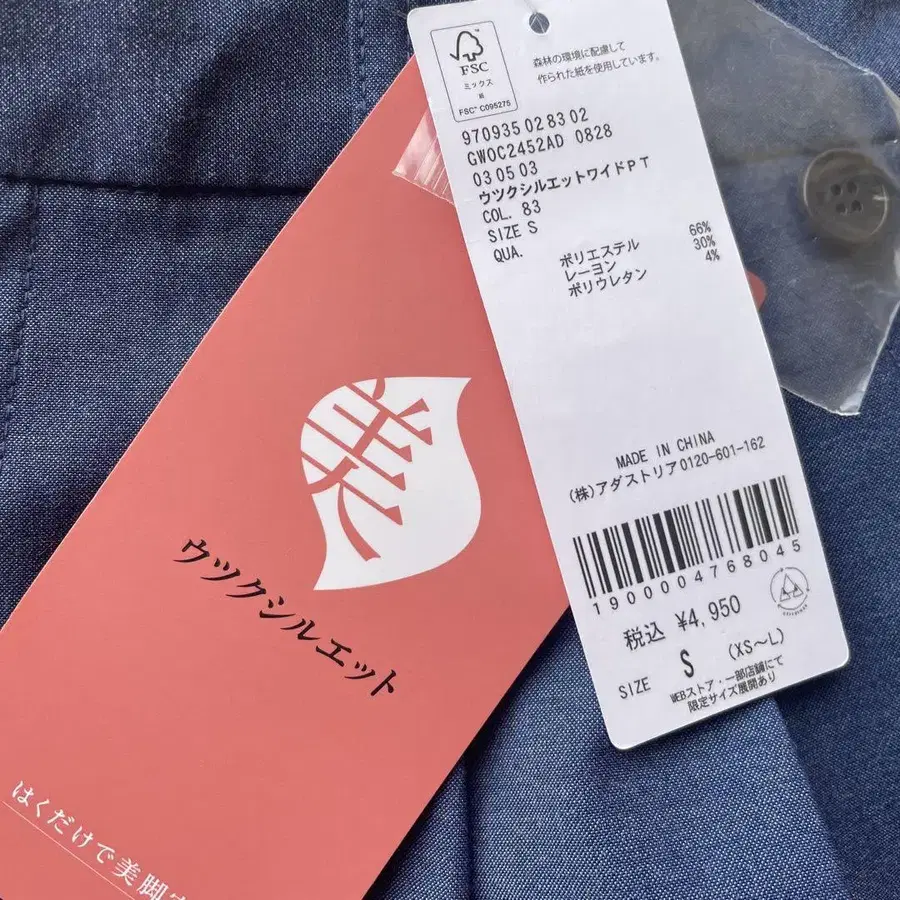 FSC
ミックス
紙
FSC™ C095275
森林の環境に配慮して
作られた紙を使用しています。
970935 02 83 02
GWOC2452AD 0828
03 05 03
ウツクシルエットワイドPT
COL. 83
SIZE S
QUA. ポリエステル 66%
レーヨン 30%
ポリウレタン 4%
MADE IN CHINA
(株)アダストリア0120-601-162
1900004768045
税込 ¥4,950
SIZE S (XS〜L)
WEBストア・一部店舗にて
限定サイズ展開あり
美
ウツクシルエット
はくだけで美脚